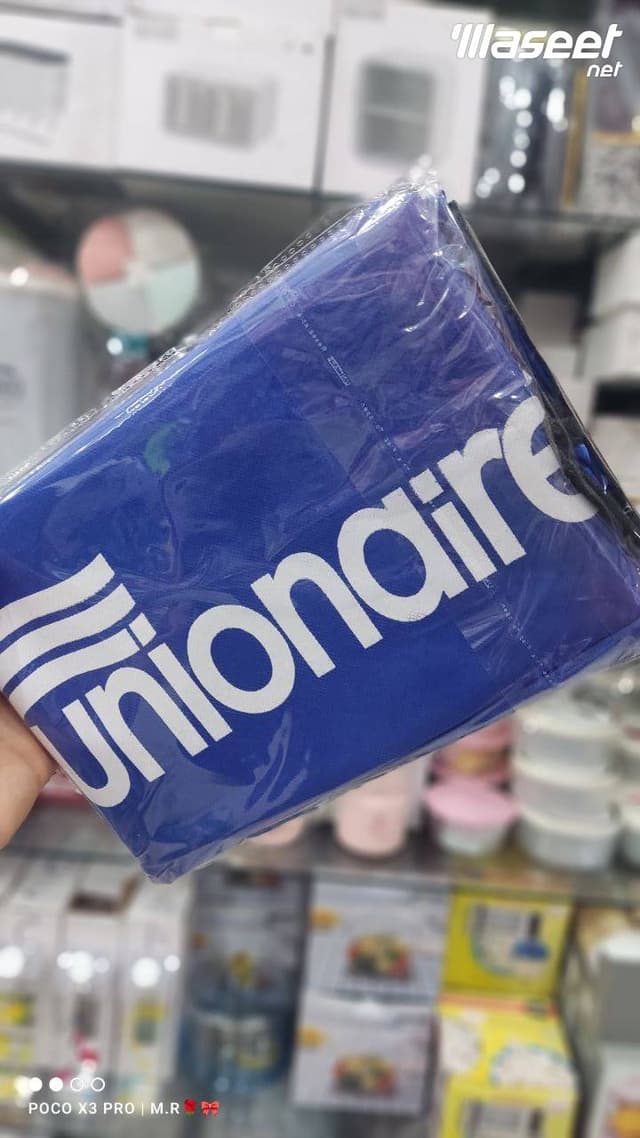 Waseet
net
unionaire
POCO X3 PRO | M.R🌹🎀